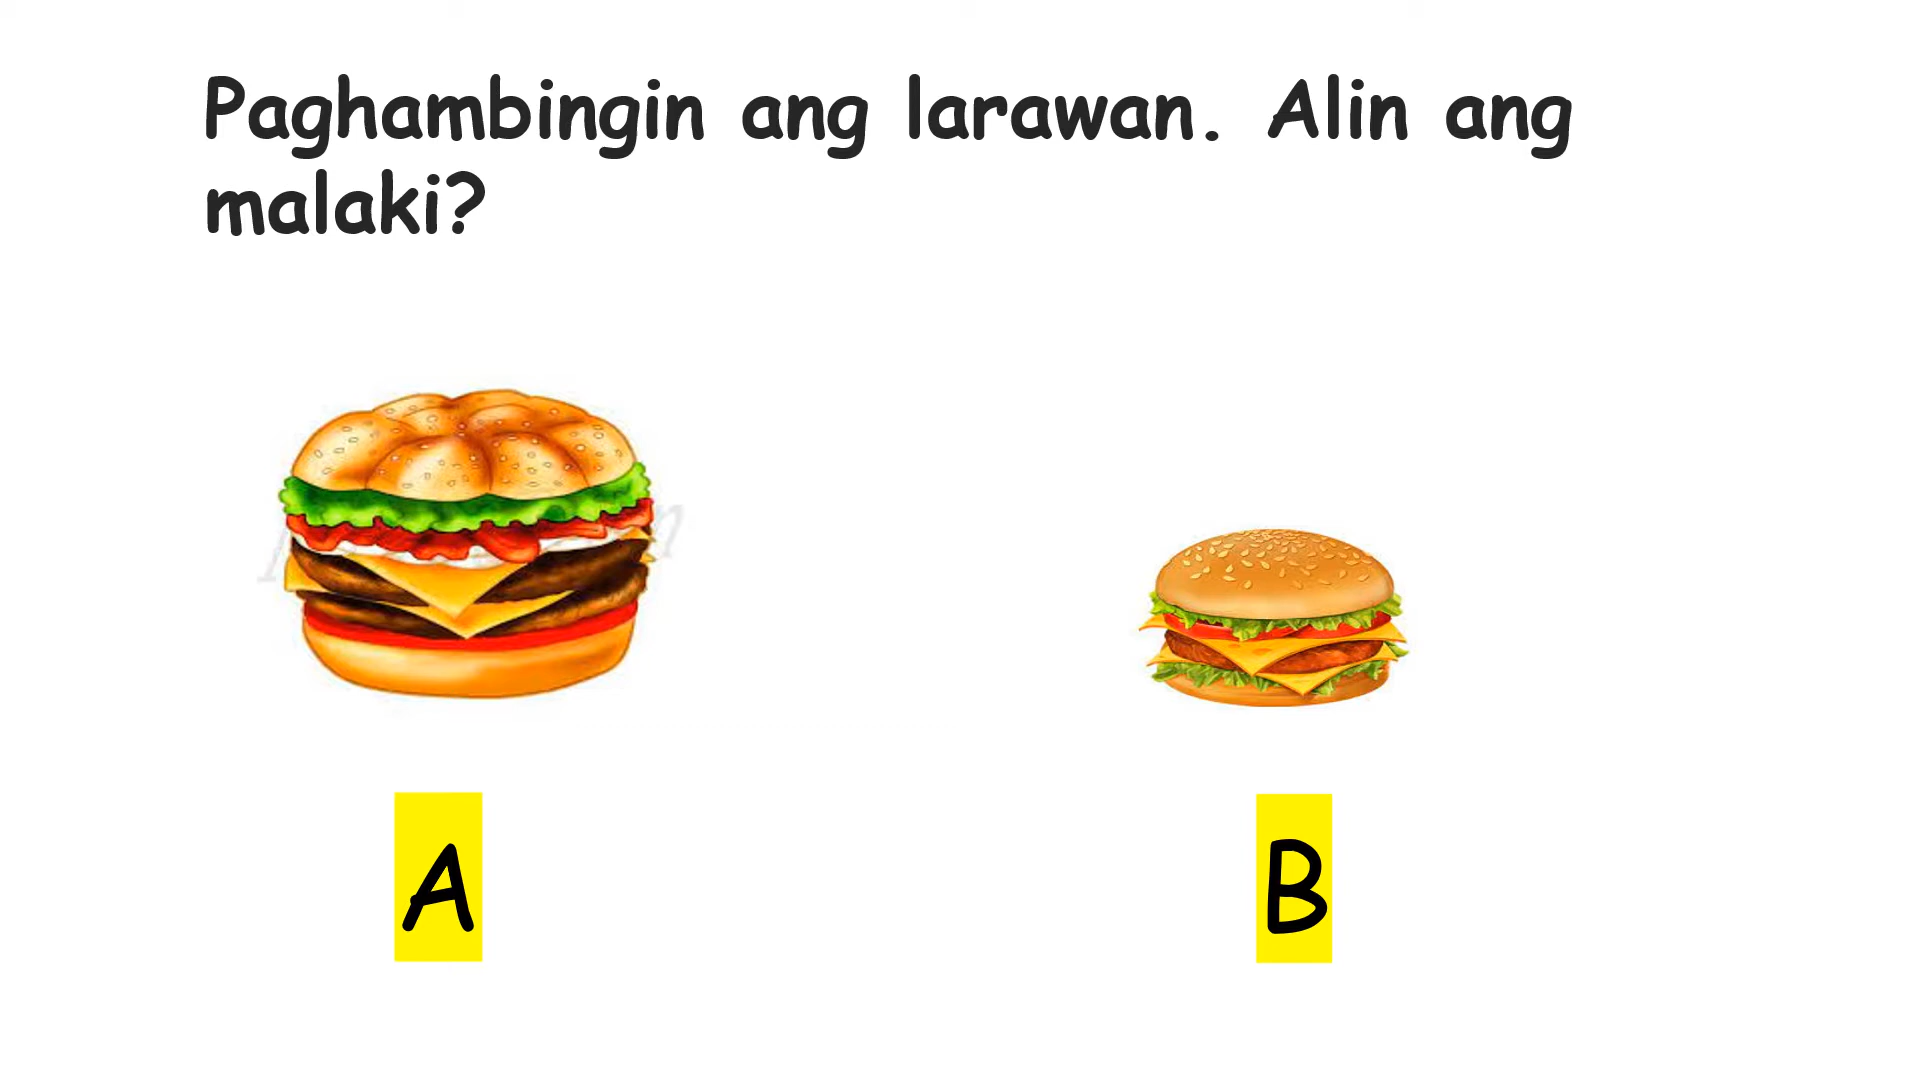 Paghambingin ang larawan. Alin ang
malaki?
A
B